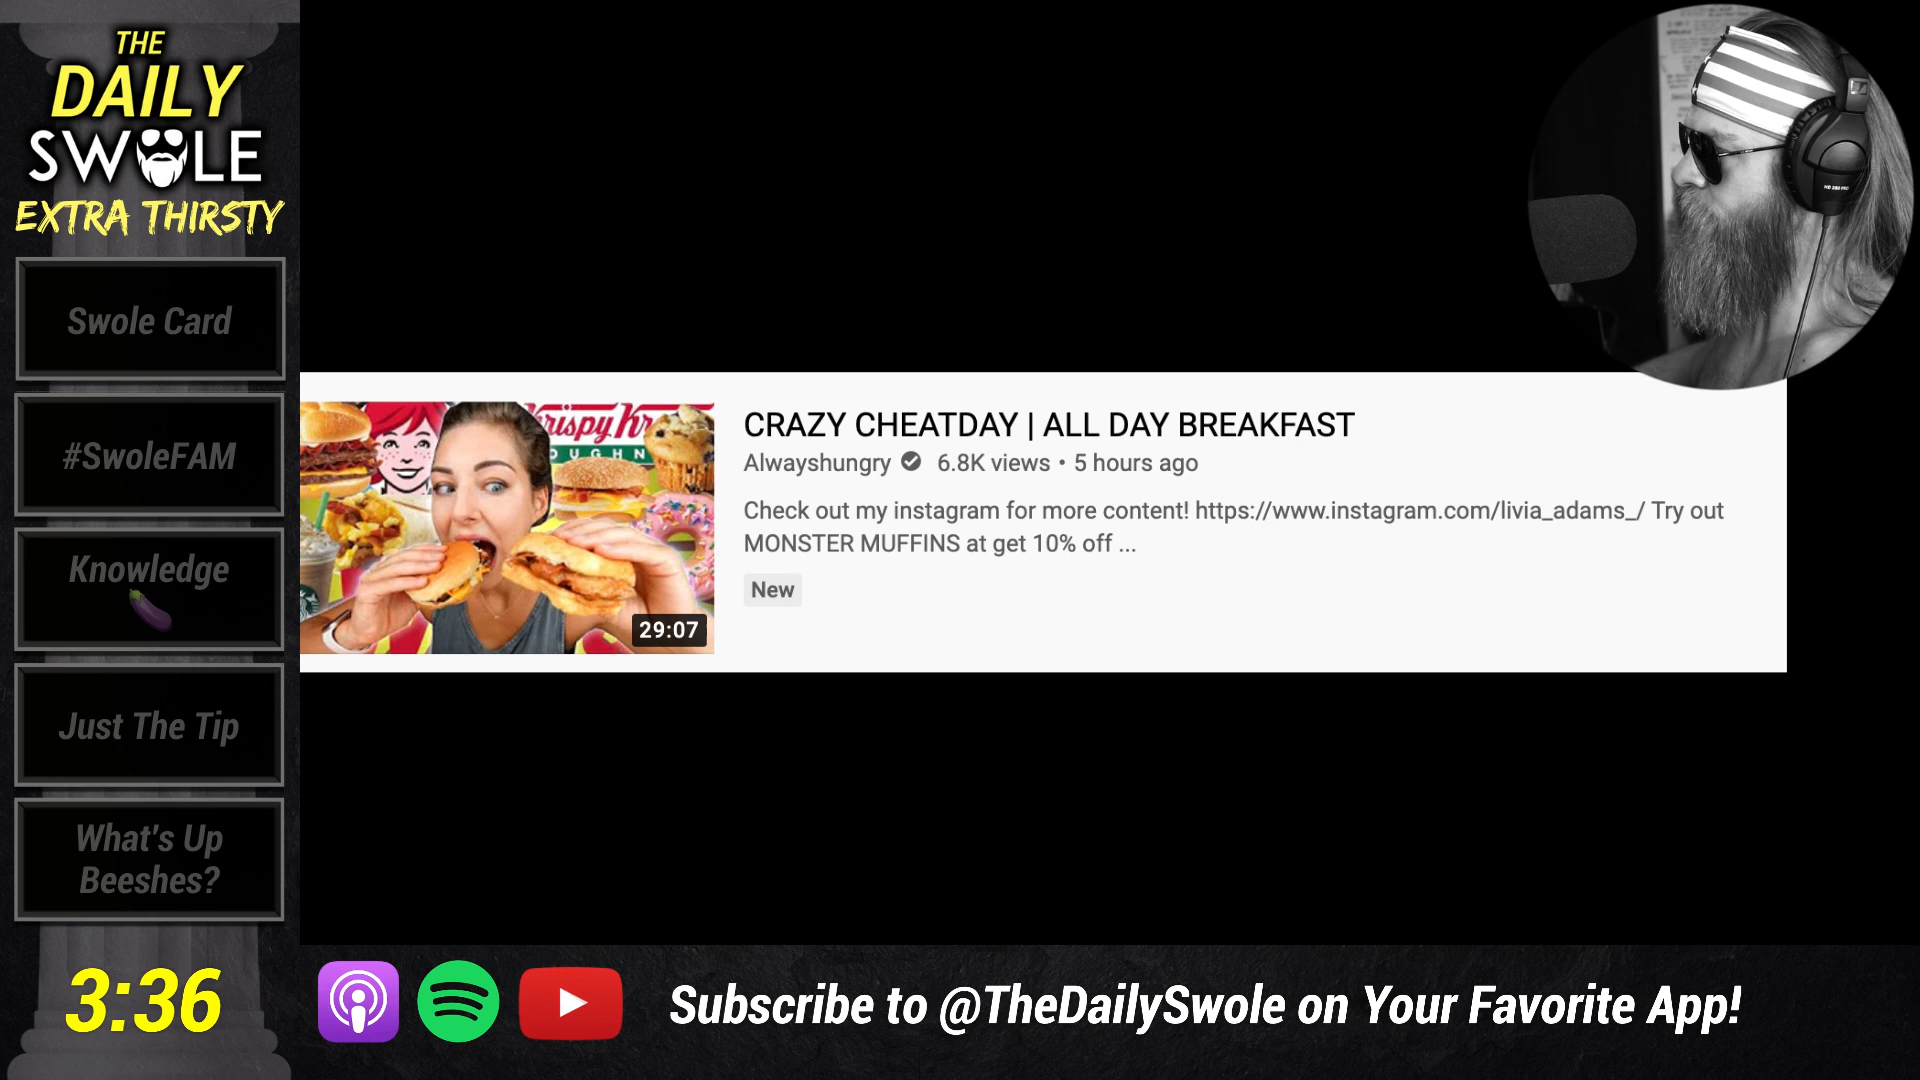 THE
DAILY
SWOLE
EXTRA THIRSTY
Swole Card
#SwoleFAM
Knowledge
Just The Tip
What's Up
Beeshes?
3:36
CRAZY CHEATDAY | ALL DAY BREAKFAST
Alwayshungry 6.8K views • 5 hours ago
Check out my instagram for more content! https://www.instagram.com/livia_adams_/ Try out
MONSTER MUFFINS at get 10% off ...
New
29:07
Subscribe to @TheDailySwole on Your Favorite App!